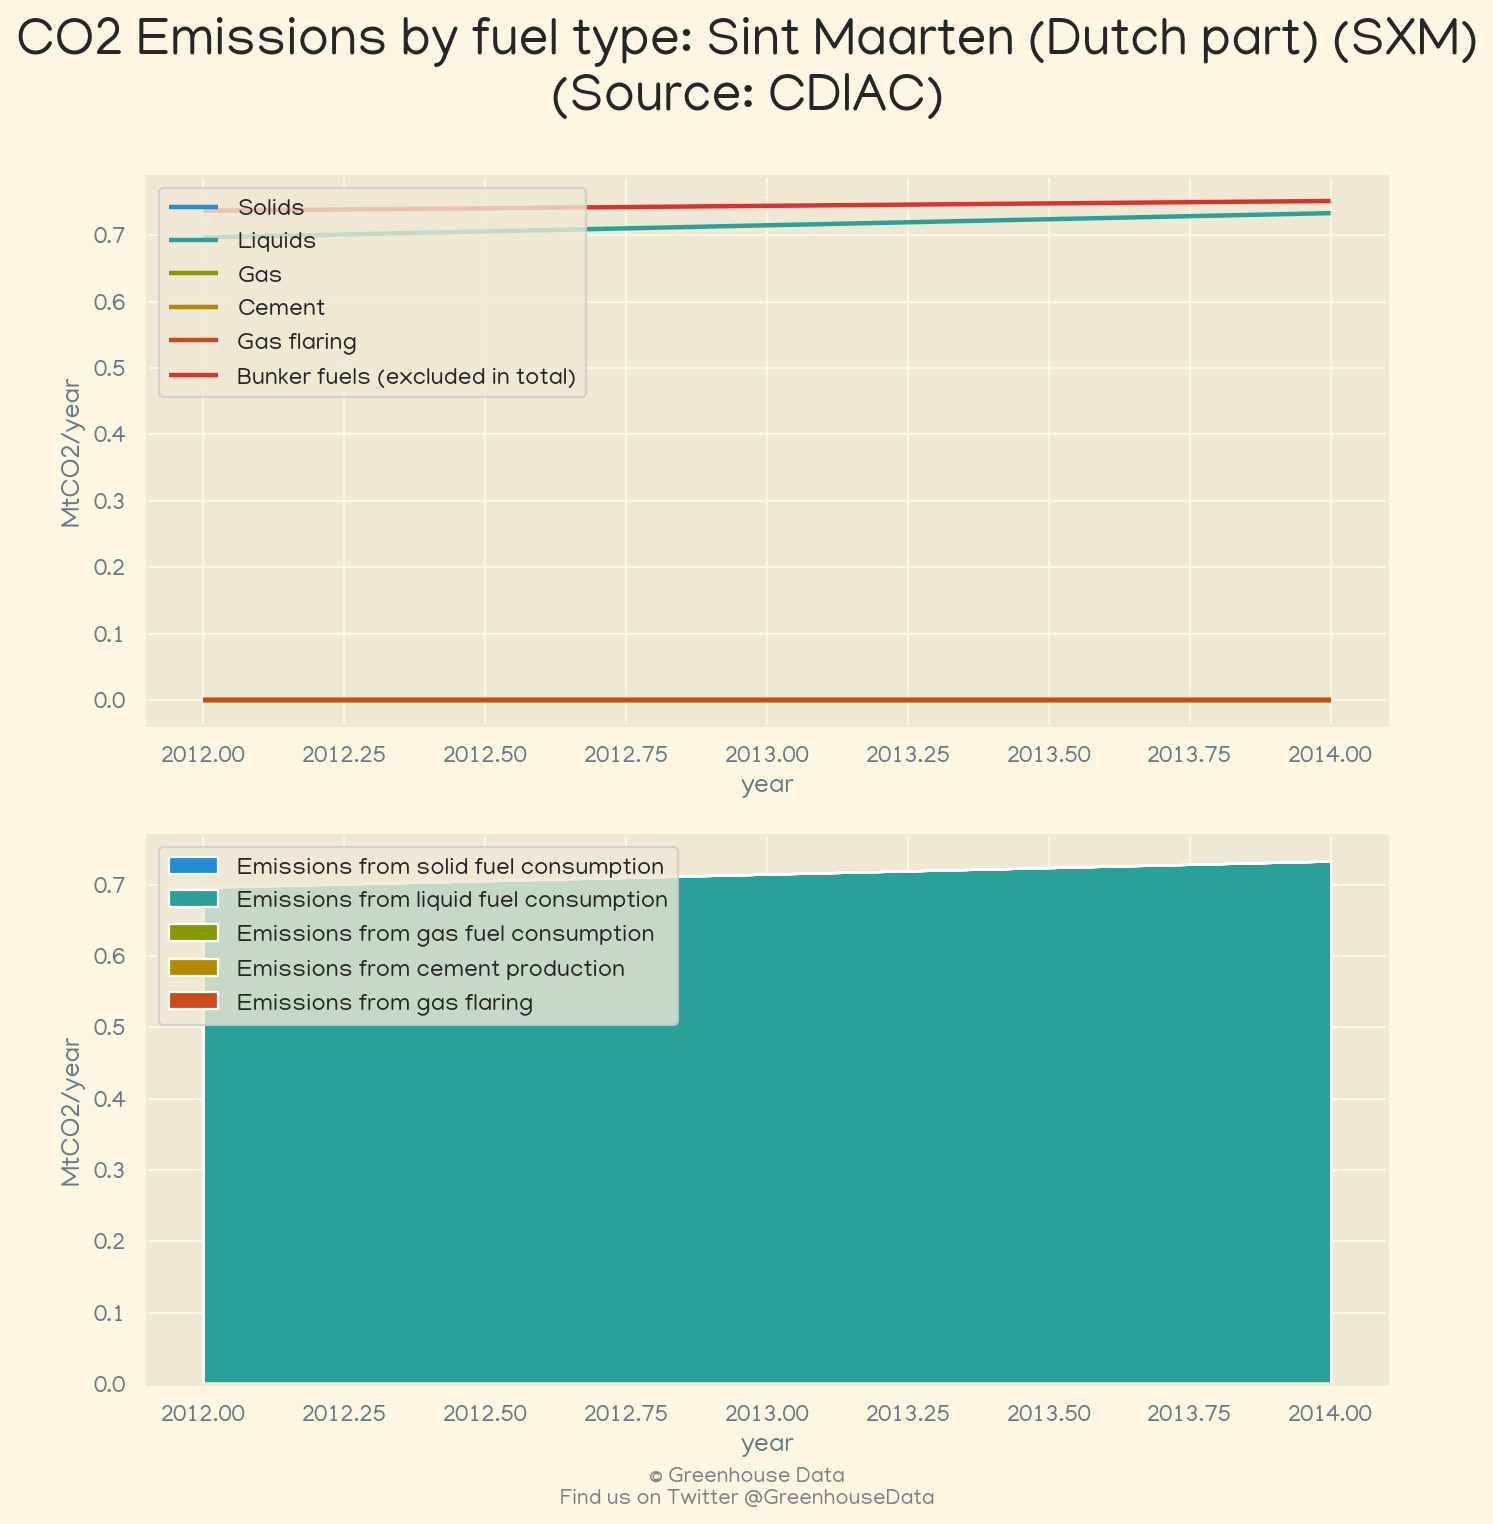 CO2 Emissions by fuel type: Sint Maarten (Dutch part) (SXM)
(Source: CDIAC)
Solids
Liquids
Gas
Cement
Gas flaring
Bunker fuels (excluded in total)
0.7
0.6
0.5
0.4
0.3
0.2
0.1
0.0
MtCO2/year
2012.00 2012.25 2012.50 2012.75 2013.00 2013.25 2013.50 2013.75 2014.00
year
Emissions from solid fuel consumption
Emissions from liquid fuel consumption
Emissions from gas fuel consumption
Emissions from cement production
Emissions from gas flaring
0.7
0.6
0.5
0.4
0.3
0.2
0.1
0.0
MtCO2/year
2012.00 2012.25 2012.50 2012.75 2013.00 2013.25 2013.50 2013.75 2014.00
year
© Greenhouse Data
Find us on Twitter @GreenhouseData